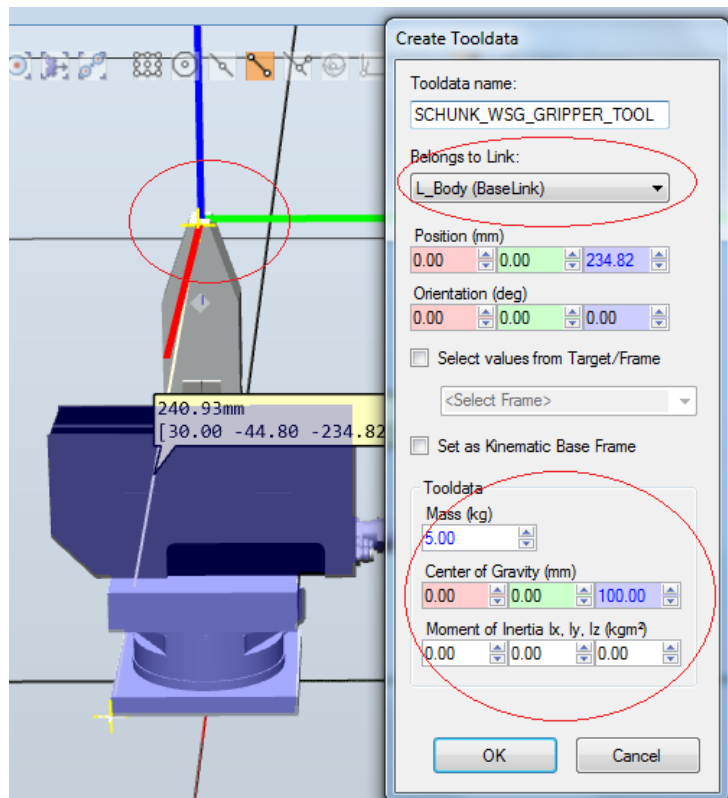 Create Tooldata
Tooldata name:
SCHUNK_WSG_GRIPPER_TOOL
Belongs to Link:
L_Body (BaseLink)
Position (mm)
0.00 0.00 234.82
Orientation (deg)
0.00 0.00 0.00
Select values from Target/Frame
<Select Frame>
Set as Kinematic Base Frame
Tooldata
Mass (kg)
5.00
Center of Gravity (mm)
0.00 0.00 100.00
Moment of Inertia Ix, Iy, Iz (kgm²)
0.00 0.00 0.00
OK Cancel
240.93mm
[30.00 -44.80 -234.82